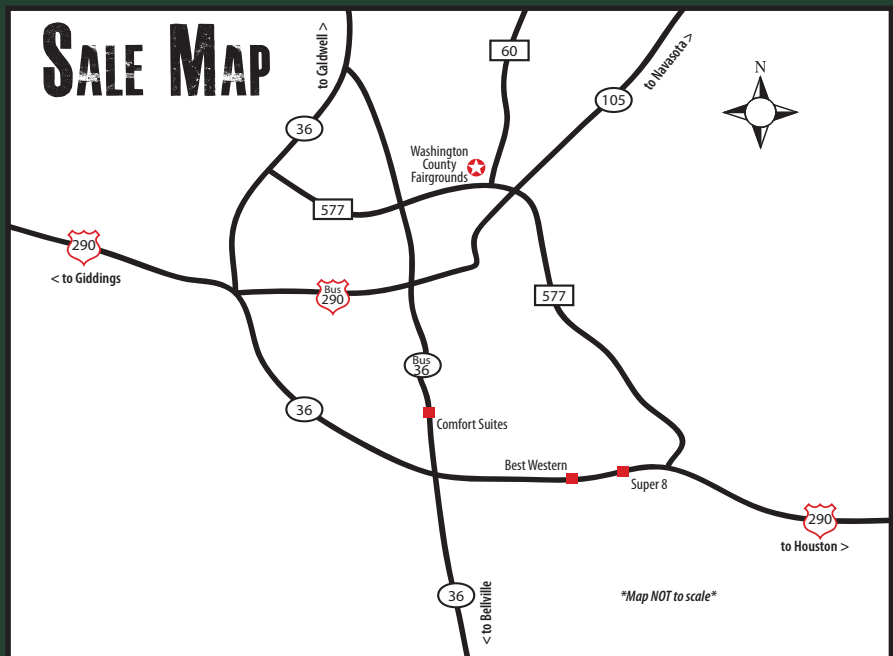 SALE MAP
to Caldwell >
60
to Navasota >
N
105
36
Washington
County
Fairgrounds
577
290
< to Giddings
Bus
290
577
Bus
36
36
Comfort Suites
Best Western
Super 8
290
to Houston >
36
< to Bellville
*Map NOT to scale*